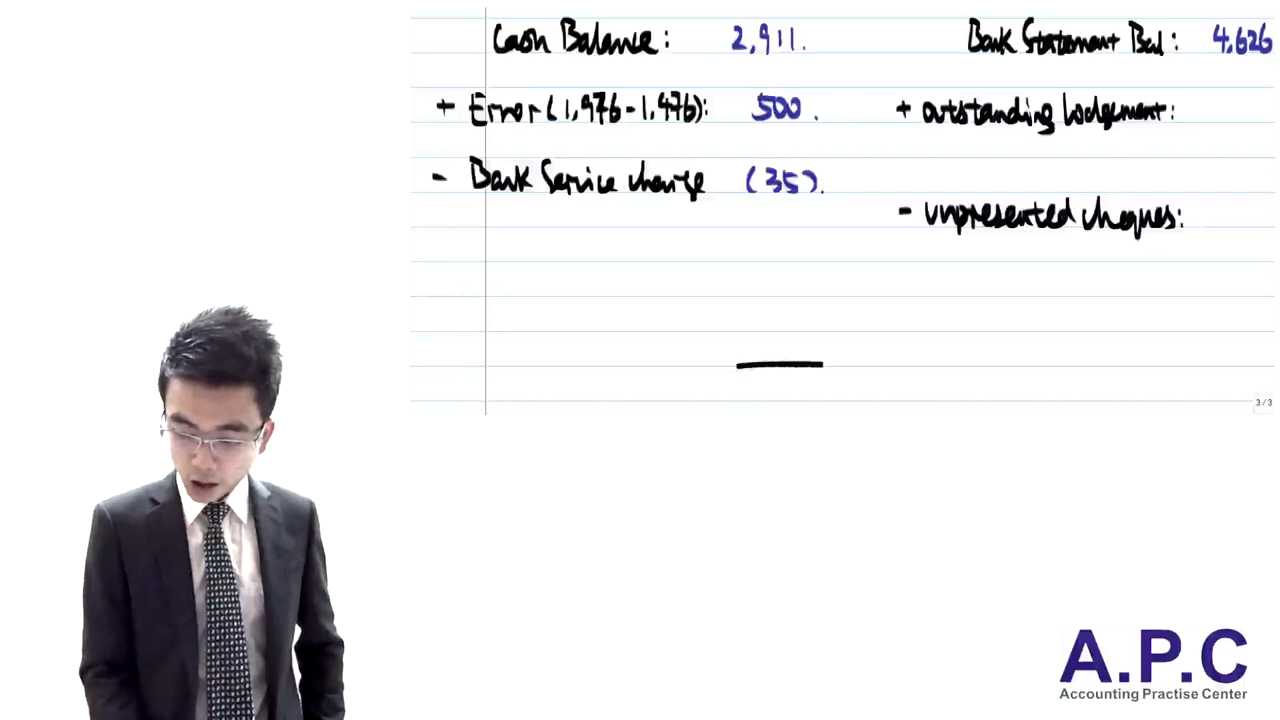 Cash Balance: 2,911.
+ Error (1,976 - 1,476): 500.
- Bank Service charge (35).
Bank Statement Bal: 4,626
+ outstanding lodgement:
- unpresented cheques:
3/3
A.P.C
Accounting Practise Center